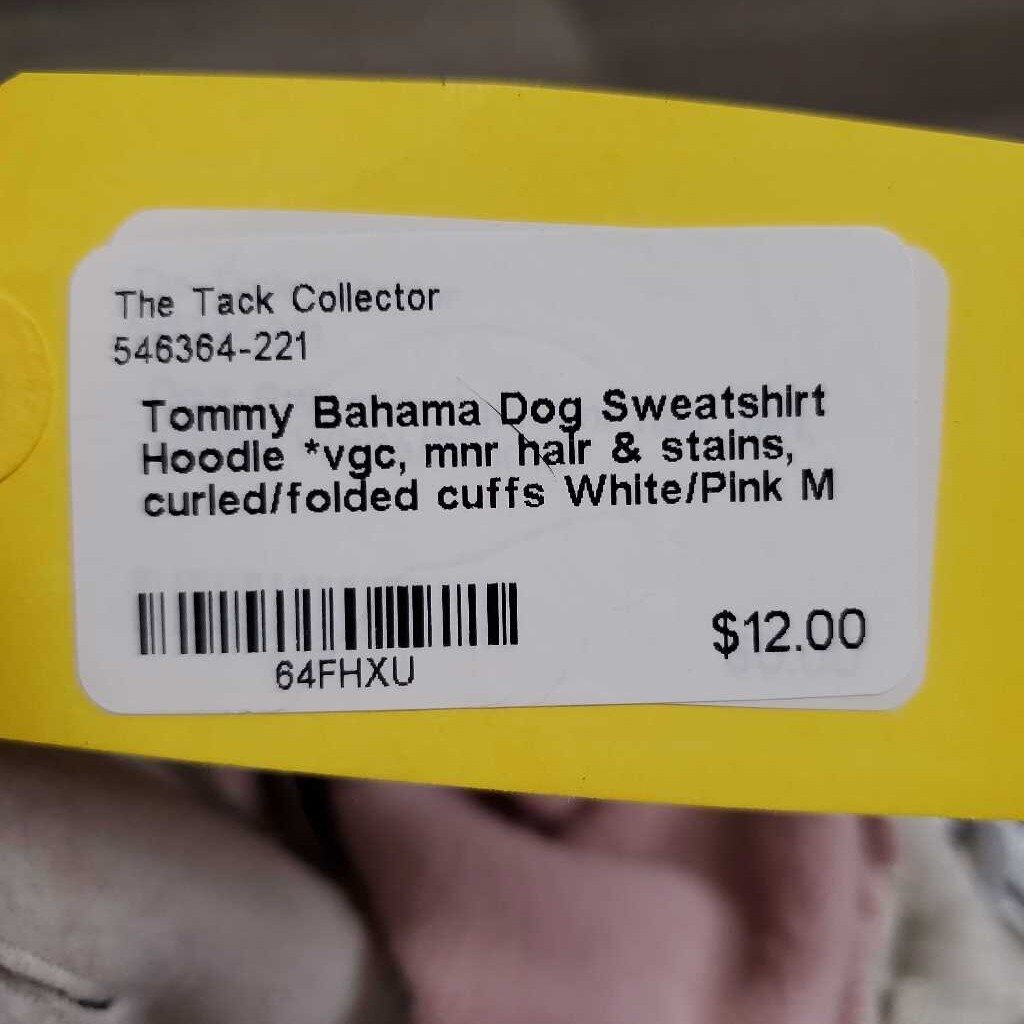 The Tack Collector
546364-221
Tommy Bahama Dog Sweatshirt
Hoodie *vgc, mnr hair & stains,
curled/folded cuffs White/Pink M
64FHXU
$12.00